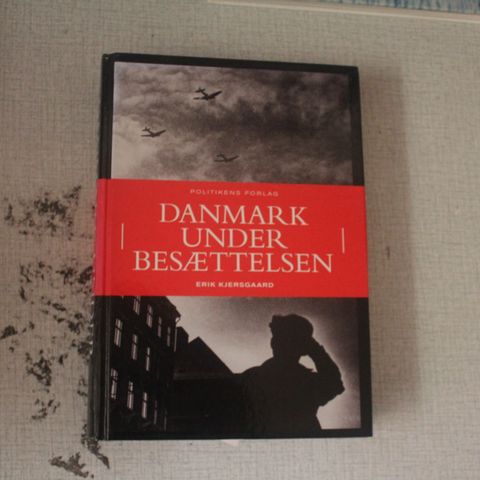 POLITIKENS FORLAG
DANMARK
UNDER
BESÆTTELSEN
ERIK KJERSGAARD